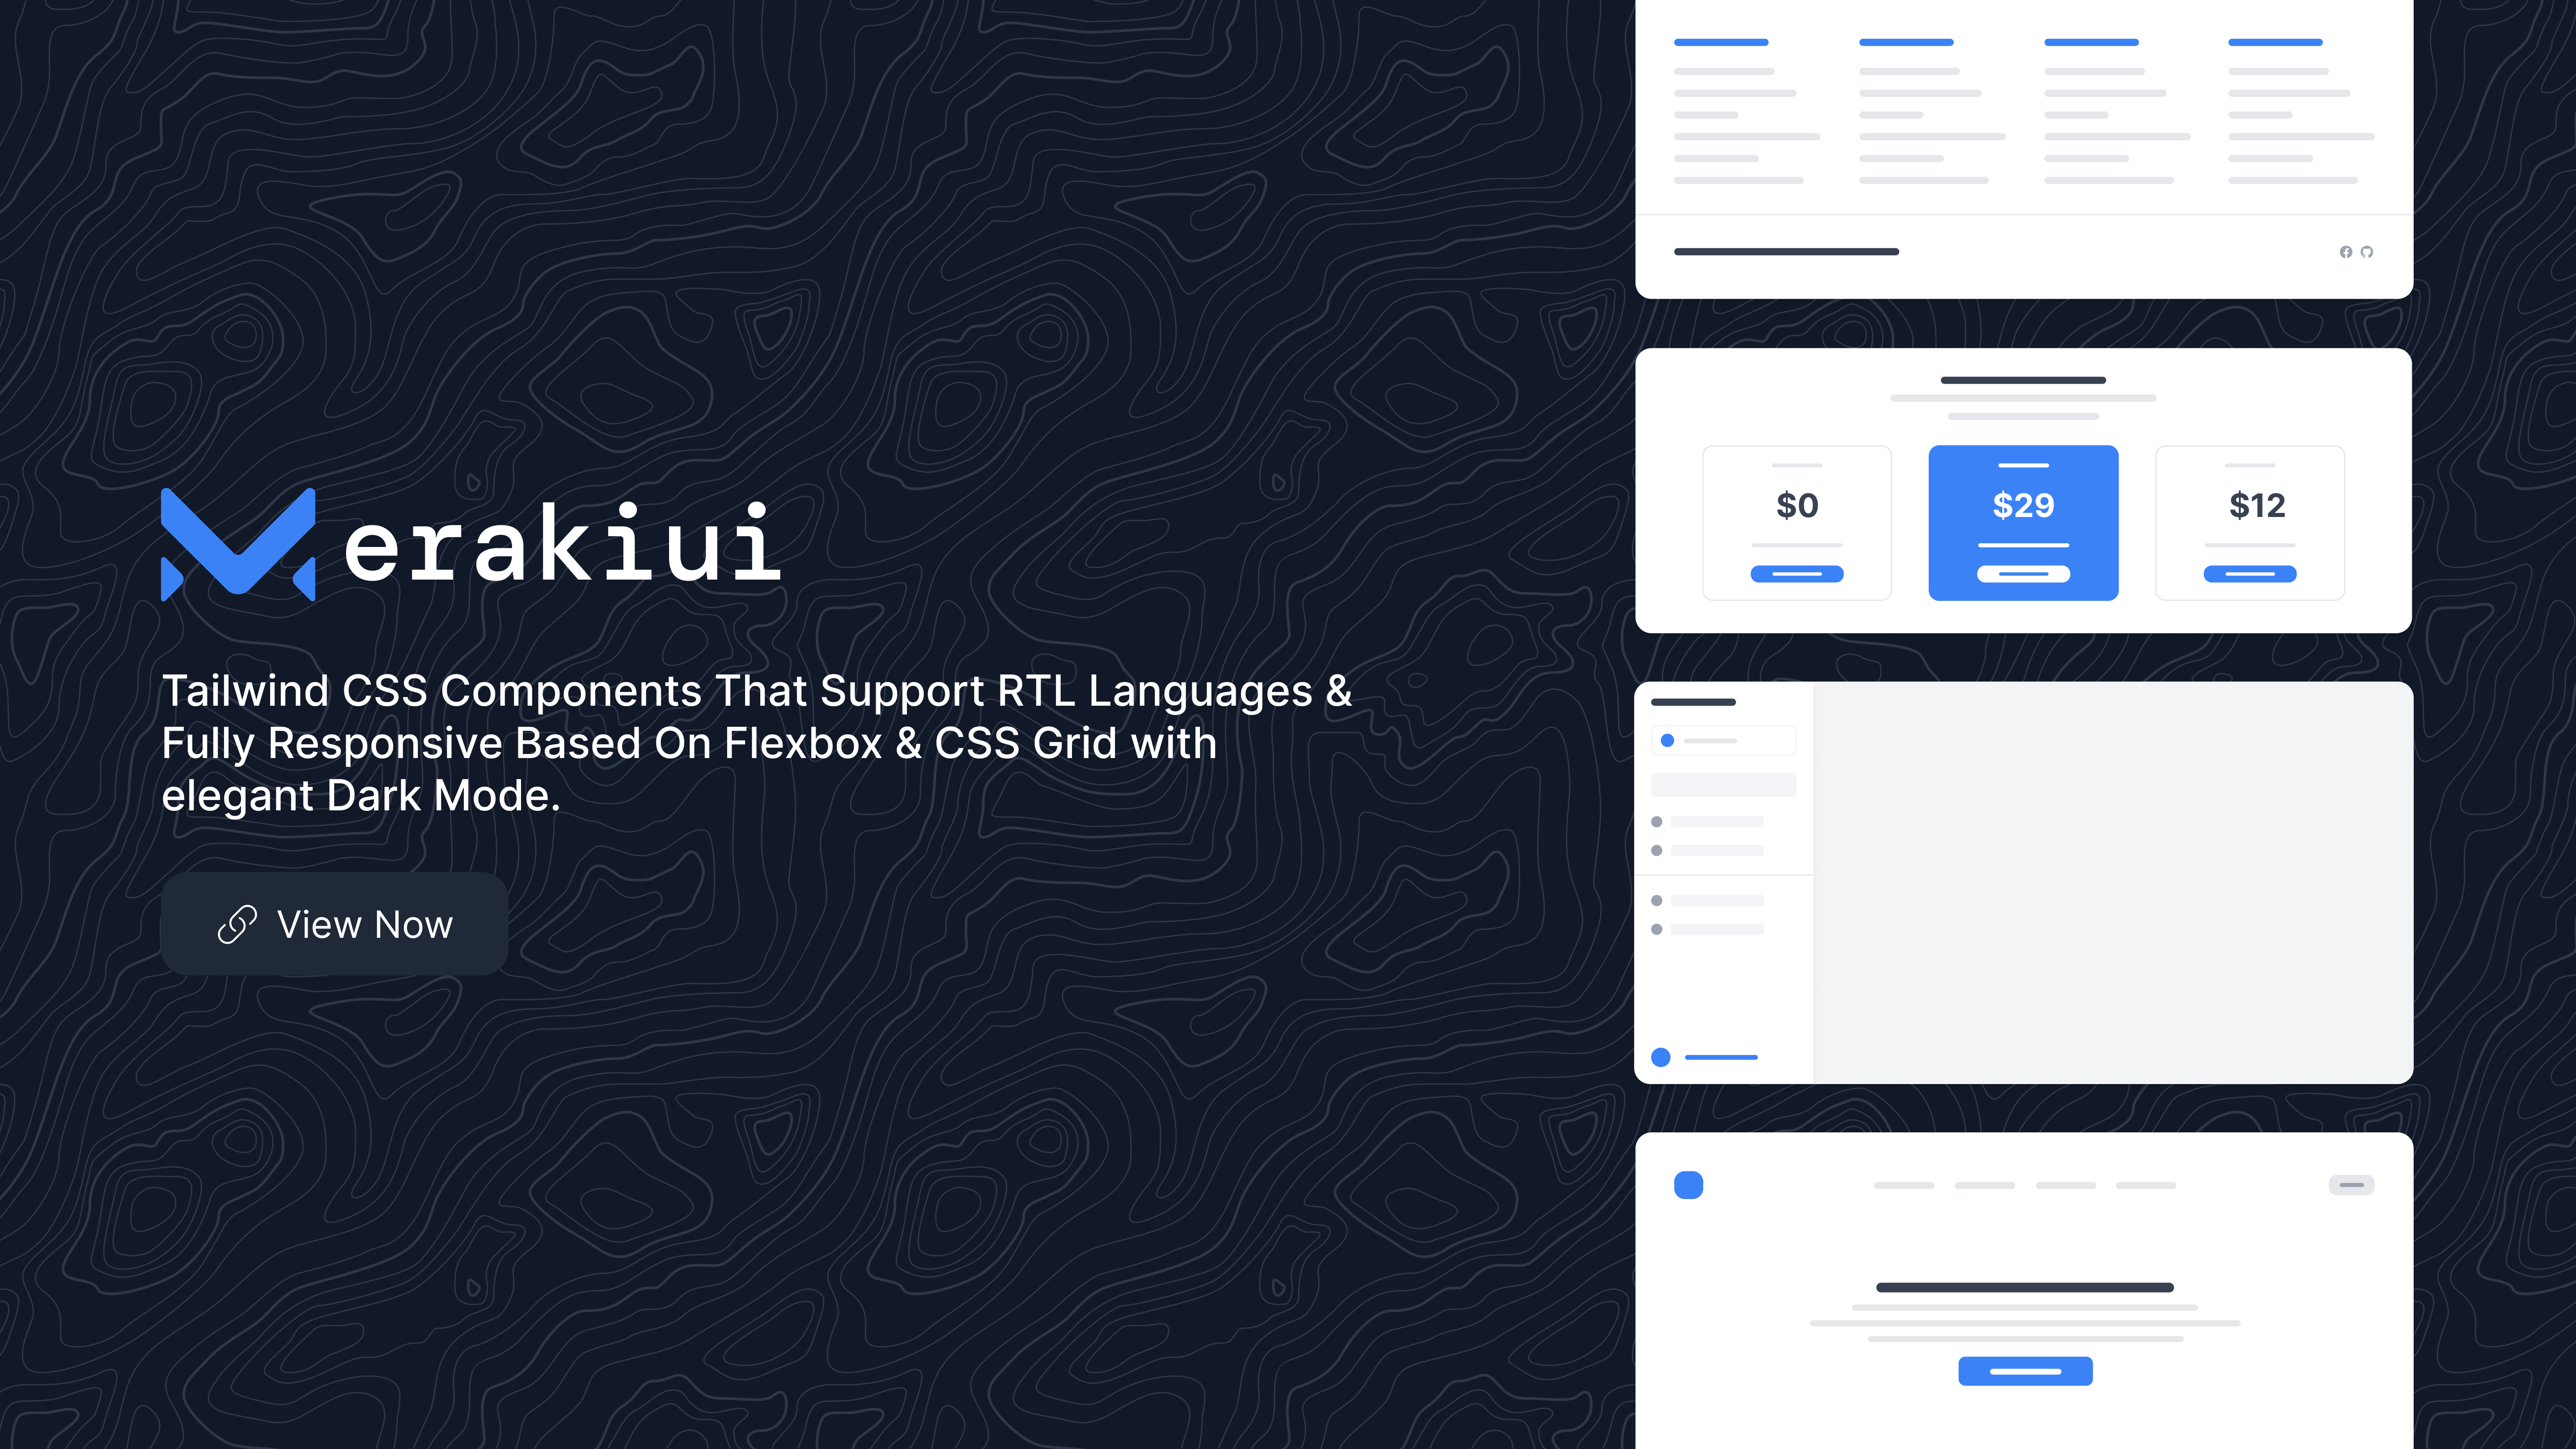 erakiui
Tailwind CSS Components That Support RTL Languages &
Fully Responsive Based On Flexbox & CSS Grid with
elegant Dark Mode.
View Now
$0
$29
$12